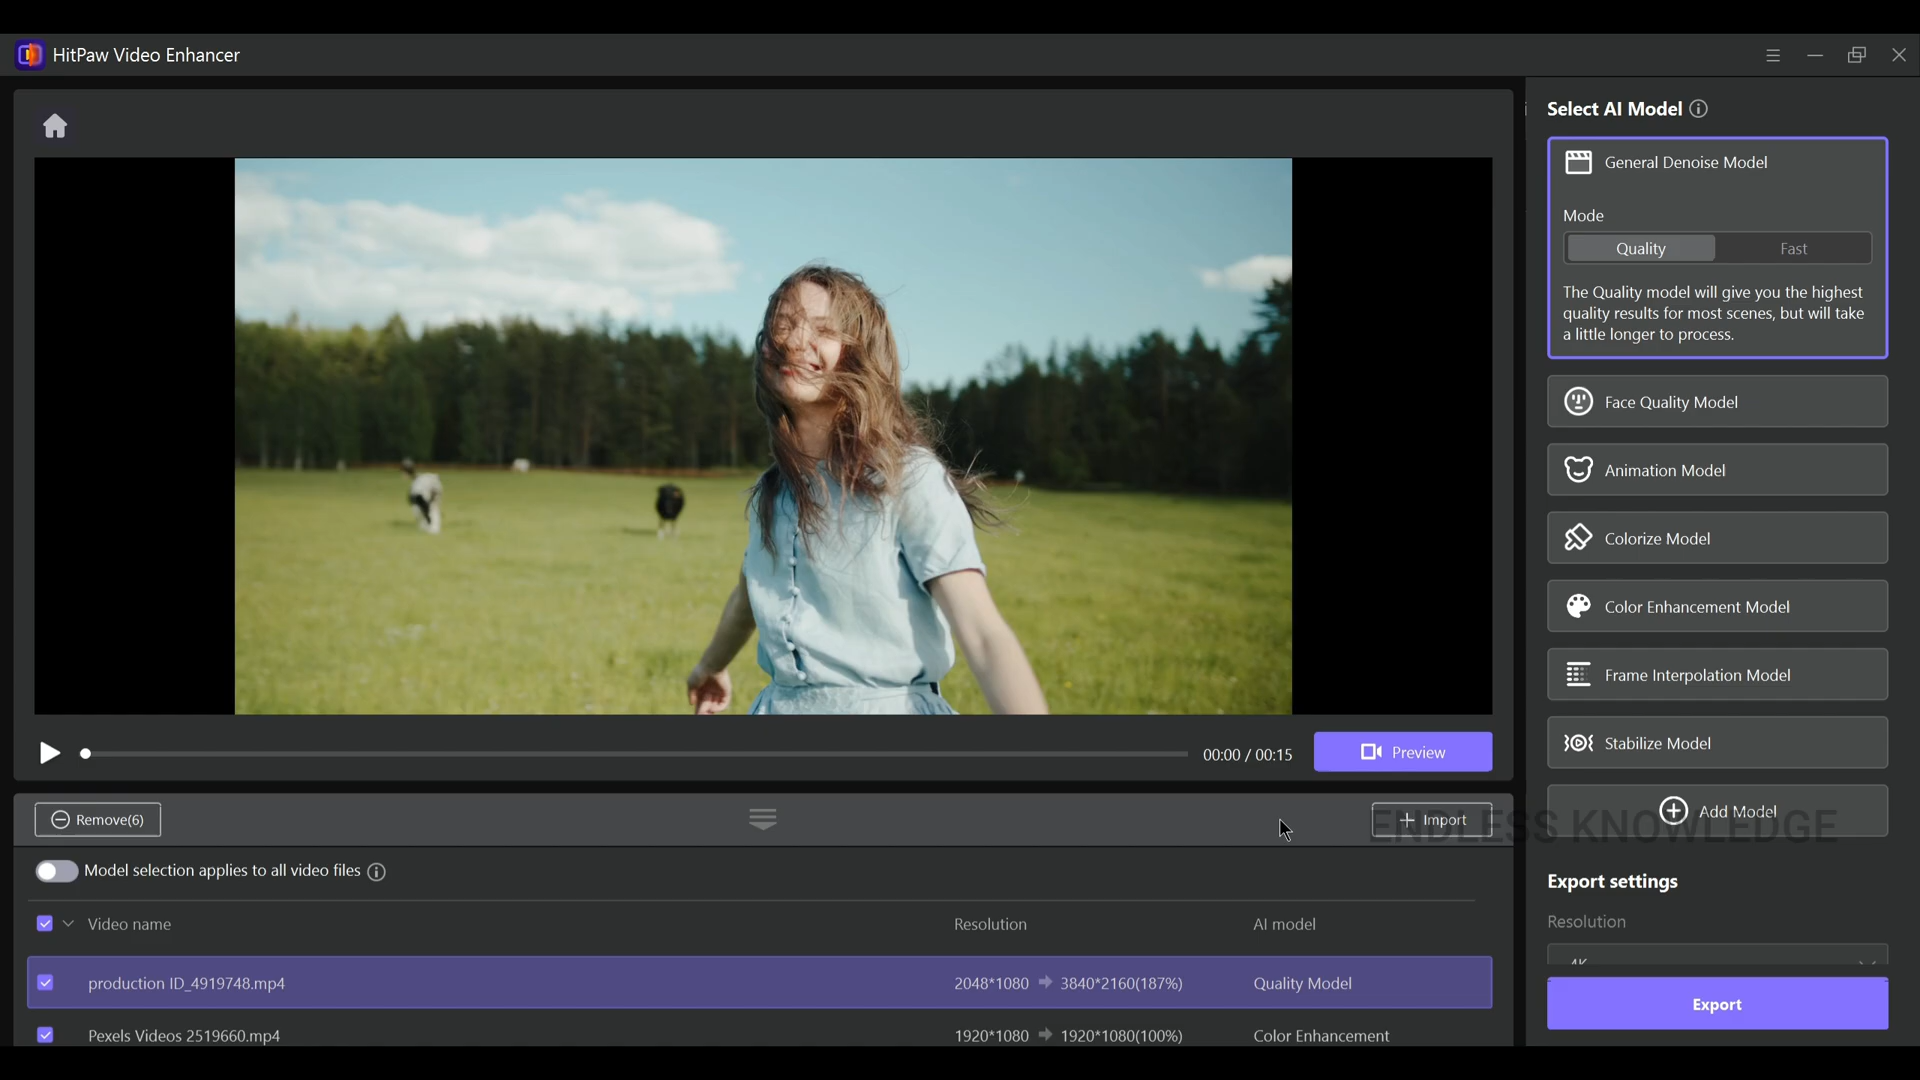 HitPaw Video Enhancer
Select AI Model
General Denoise Model
Mode
Quality Fast
The Quality model will give you the highest
quality results for most scenes, but will take
a little longer to process.
Face Quality Model
Animation Model
Colorize Model
Color Enhancement Model
Frame Interpolation Model
Stabilize Model
Add Model
00:00 / 00:15
Preview
Remove(6)
Import
ENDLESS KNOWLEDGE
Model selection applies to all video files
Video name Resolution AI model
production ID_4919748.mp4 2048*1080 3840*2160(187%) Quality Model
Pexels Videos 2519660.mp4 1920*1080 1920*1080(100%) Color Enhancement
Export settings
Resolution
4K
Export